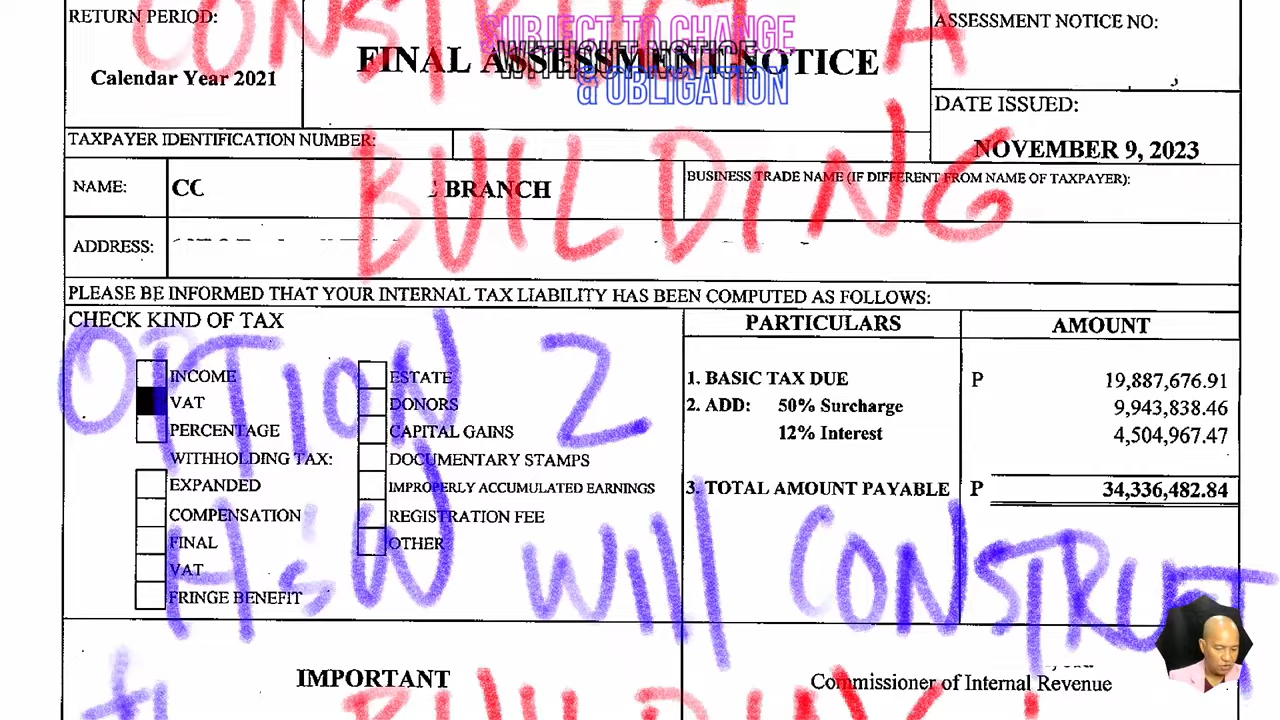 CONSTRUCT A
SUBJECT TO CHANGE
WITHOUT NOTICE
& OBLIGATION
RETURN PERIOD:
Calendar Year 2021
FINAL ASSESSMENT NOTICE
ASSESSMENT NOTICE NO:
DATE ISSUED:
NOVEMBER 9, 2023
TAXPAYER IDENTIFICATION NUMBER:
BUILDING
NAME: BRANCH
BUSINESS TRADE NAME (IF DIFFERENT FROM NAME OF TAXPAYER):
ADDRESS:
PLEASE BE INFORMED THAT YOUR INTERNAL TAX LIABILITY HAS BEEN COMPUTED AS FOLLOWS:
CHECK KIND OF TAX
OPTION 2
INCOME
VAT
PERCENTAGE
WITHHOLDING TAX:
EXPANDED
COMPENSATION
FINAL
VAT
FRINGE BENEFIT
ESTATE
DONORS
CAPITAL GAINS
DOCUMENTARY STAMPS
IMPROPERLY ACCUMULATED EARNINGS
REGISTRATION FEE
OTHER
PARTICULARS AMOUNT
1. BASIC TAX DUE P 19,887,676.91
2. ADD: 50% Surcharge 9,943,838.46
12% Interest 4,504,967.47
3. TOTAL AMOUNT PAYABLE P 34,336,482.84
WILL CONSTRUCT
IMPORTANT
Commissioner of Internal Revenue
BUILDING